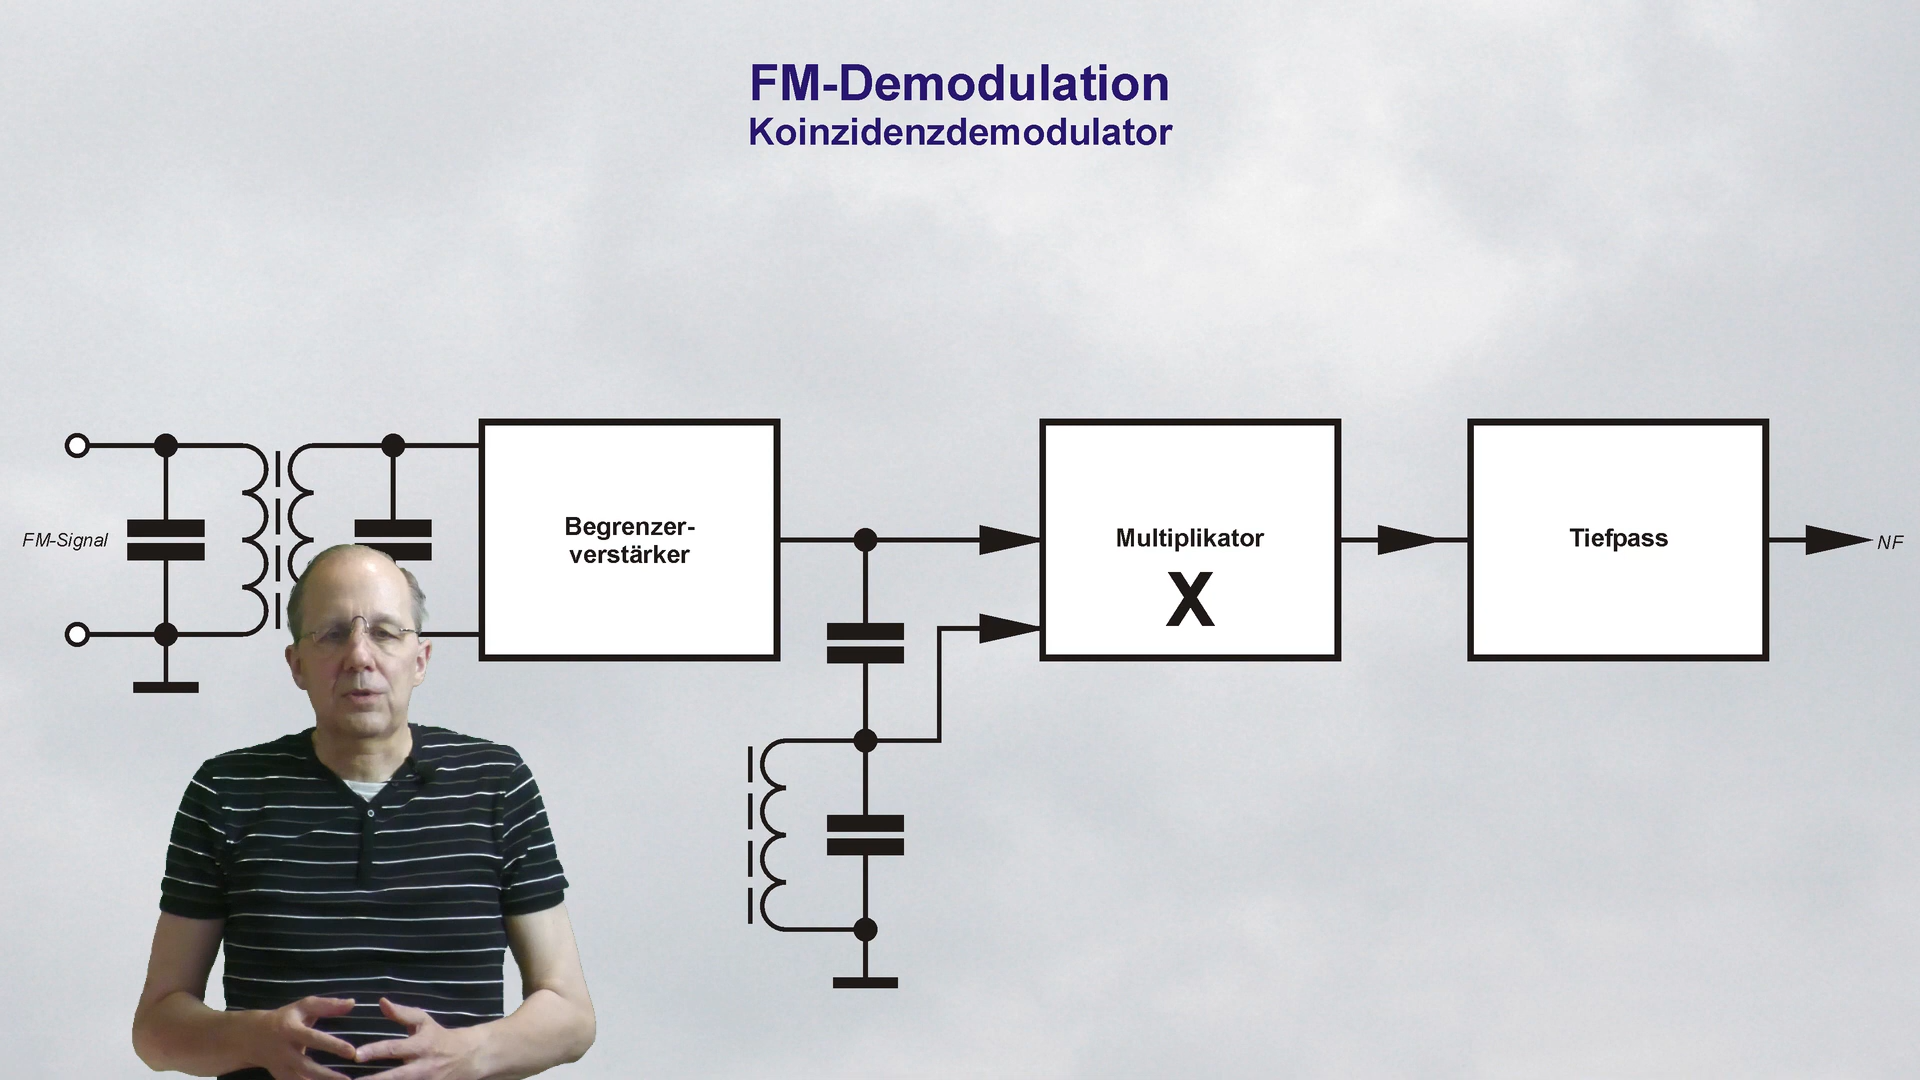 FM-Demodulation
Koinzidenzdemodulator
FM-Signal
Begrenzer-
verstärker
Multiplikator
X
Tiefpass
NF